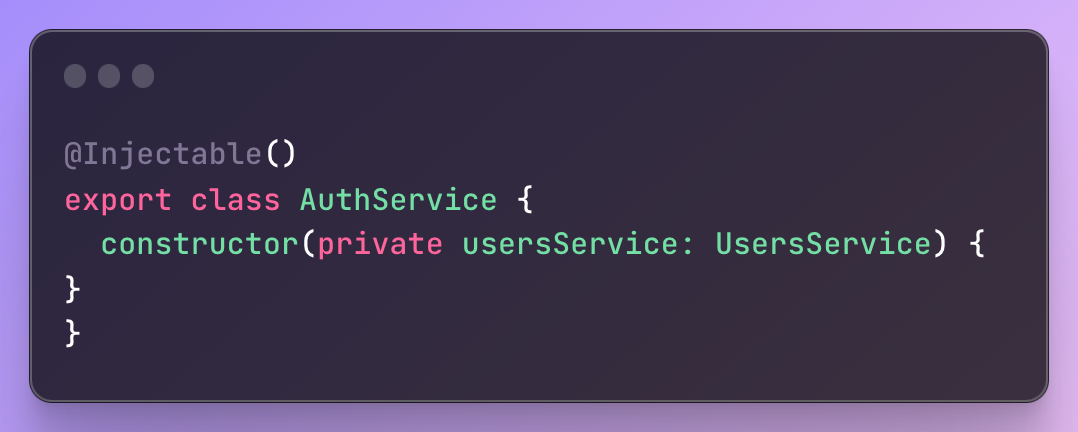 @Injectable()
export class AuthService {
  constructor(private usersService: UsersService) {
}
}